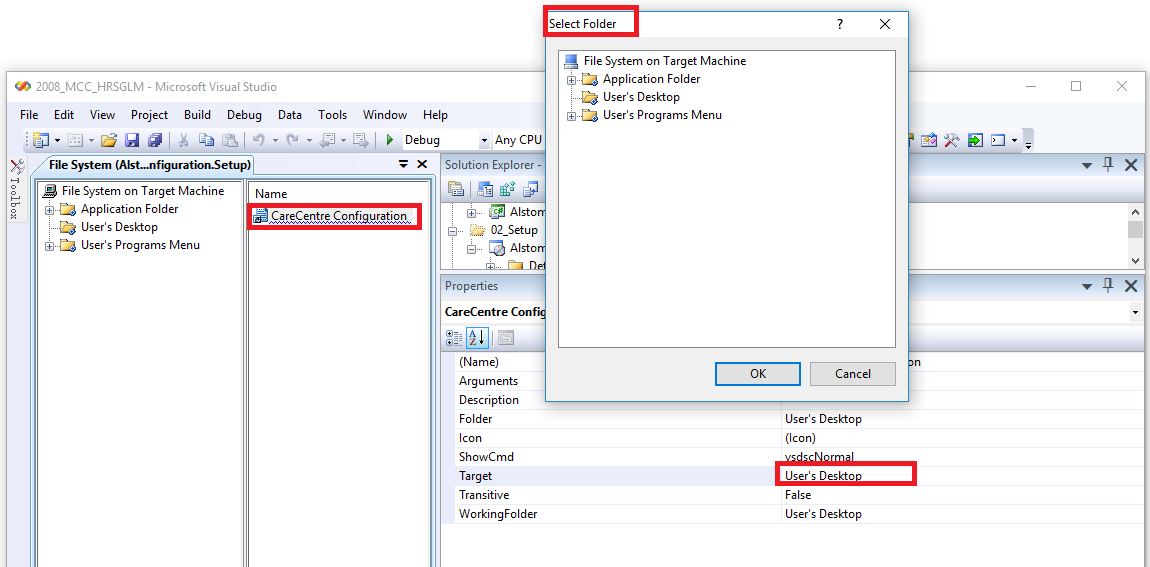 Select Folder
?
File System on Target Machine
Application Folder
User's Desktop
User's Programs Menu
OK
Cancel
2008_MCC_HRSGLM - Microsoft Visual Studio
File Edit View Project Build Debug Data Tools Window Help
Debug Any CPU
Toolbox
File System (Alst...nfiguration.Setup)
File System on Target Machine
Application Folder
User's Desktop
User's Programs Menu
Name
CareCentre Configuration
Solution Explorer -
Alstom
02_Setup
Alstom
Det
Properties
CareCentre Config
(Name) on
Arguments
Description
Folder User's Desktop
Icon (Icon)
ShowCmd vsdscNormal
Target User's Desktop
Transitive False
WorkingFolder User's Desktop